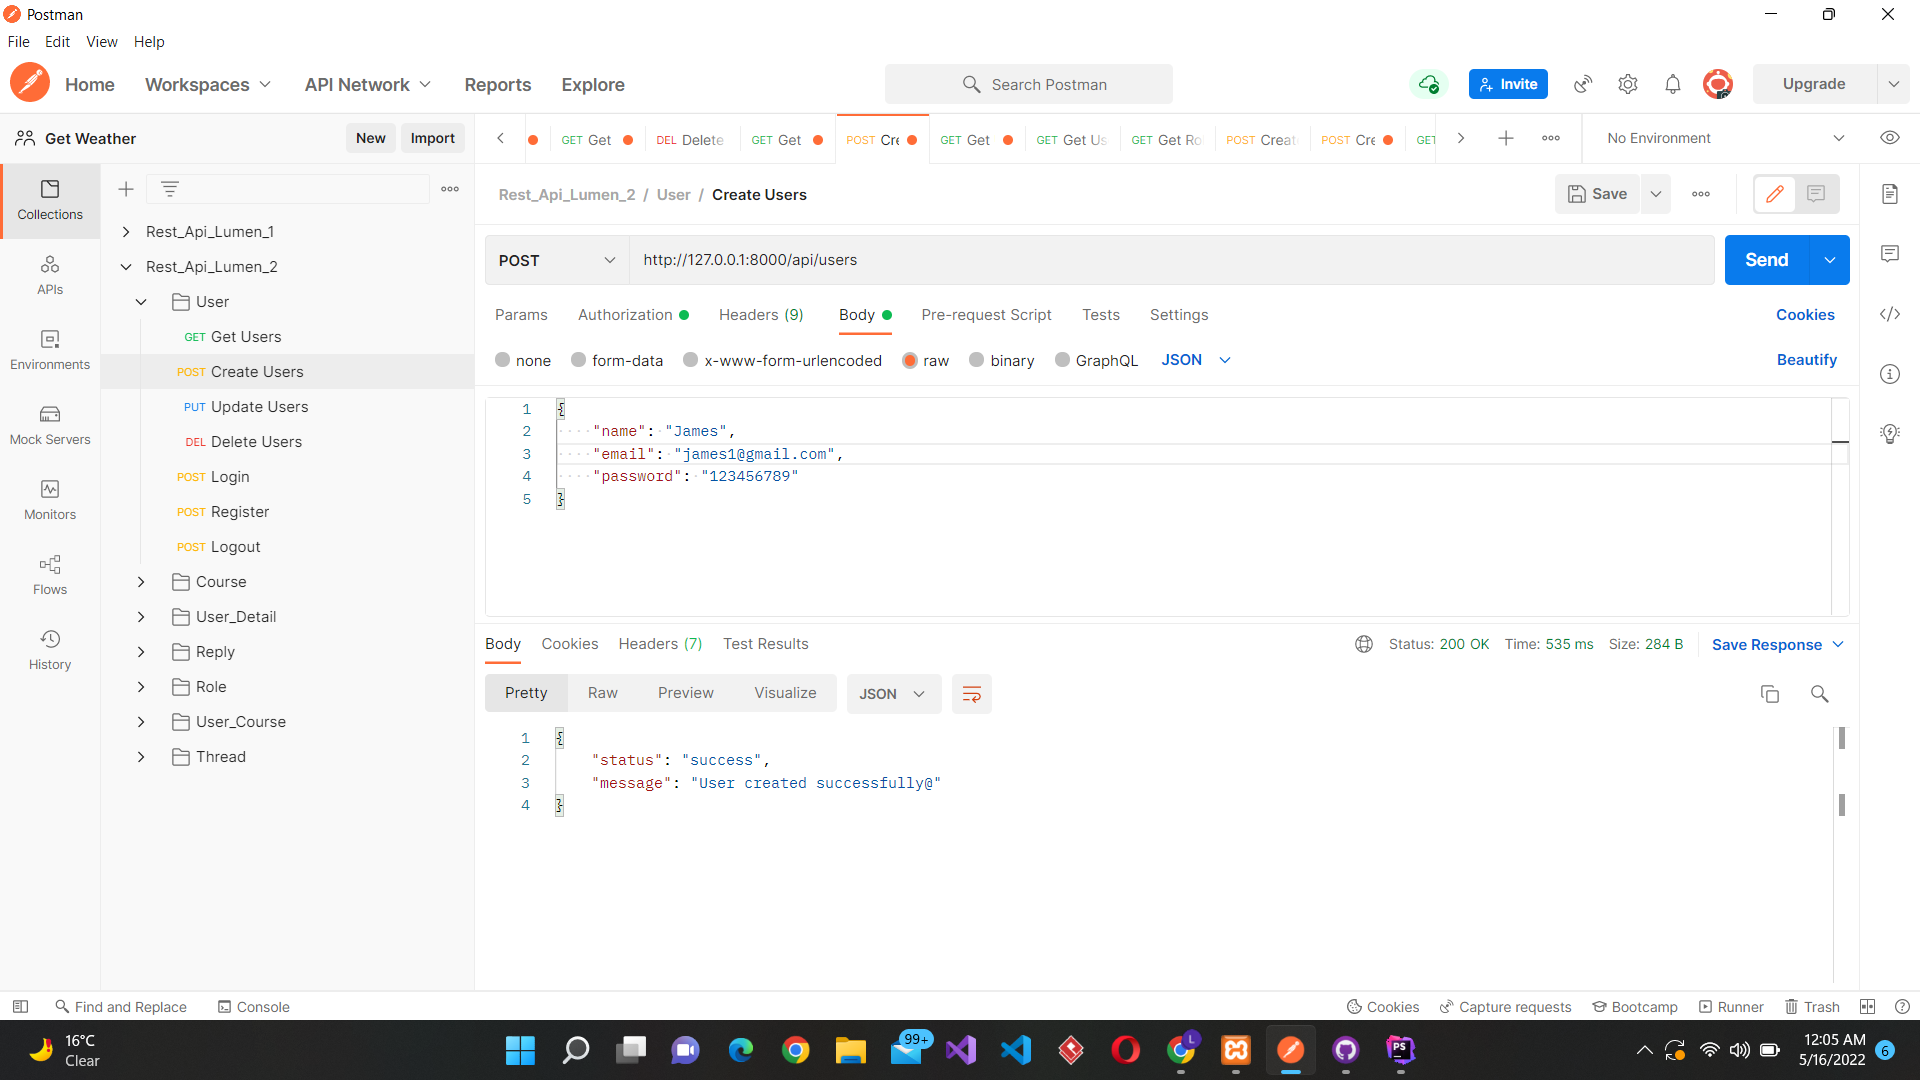 Postman
File Edit View Help
Home Workspaces API Network Reports Explore Search Postman Invite Upgrade
Get Weather New Import GET Get DEL Delete GET Get POST Cre GET Get GET Get Us GET Get Ro POST Creat POST Cre GET No Environment
Collections
APIs
Environments
Mock Servers
Monitors
Flows
History
Rest_Api_Lumen_1
Rest_Api_Lumen_2
User
GET Get Users
POST Create Users
PUT Update Users
DEL Delete Users
POST Login
POST Register
POST Logout
Course
User_Detail
Reply
Role
User_Course
Thread
Rest_Api_Lumen_2 / User / Create Users Save
POST http://127.0.0.1:8000/api/users Send
Params Authorization Headers (9) Body Pre-request Script Tests Settings Cookies
none form-data x-www-form-urlencoded raw binary GraphQL JSON Beautify
1 {
2 "name": "James",
3 "email": "james1@gmail.com",
4 "password": "123456789"
5 }
Body Cookies Headers (7) Test Results Status: 200 OK Time: 535 ms Size: 284 B Save Response
Pretty Raw Preview Visualize JSON
1 {
2 "status": "success",
3 "message": "User created successfully@"
4 }
Find and Replace Console Cookies Capture requests Bootcamp Runner Trash
16°C
Clear
99+
L
PS
12:05 AM
5/16/2022
6